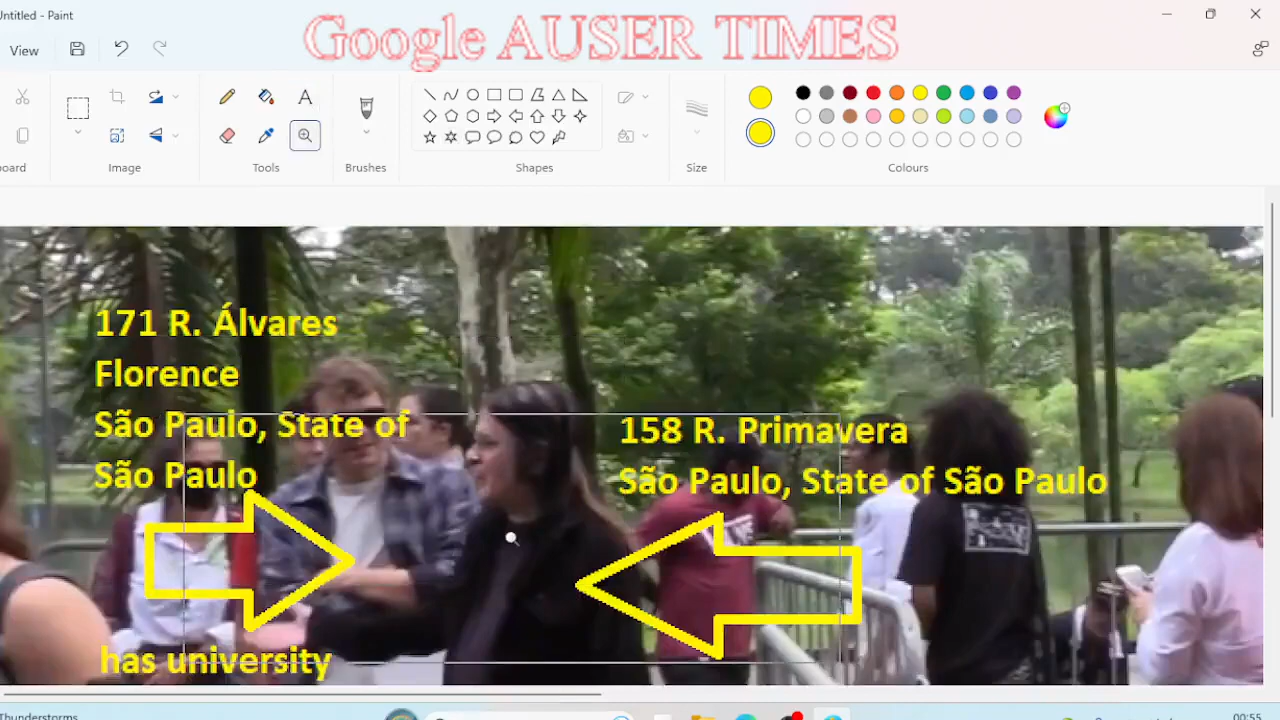 Untitled - Paint
Google AUSER TIMES
View
Image
Tools
Brushes
Shapes
Size
Colours
171 R. Álvares
Florence
São Paulo, State of
São Paulo
158 R. Primavera
São Paulo, State of São Paulo
has university
Thunderstorms
00:55